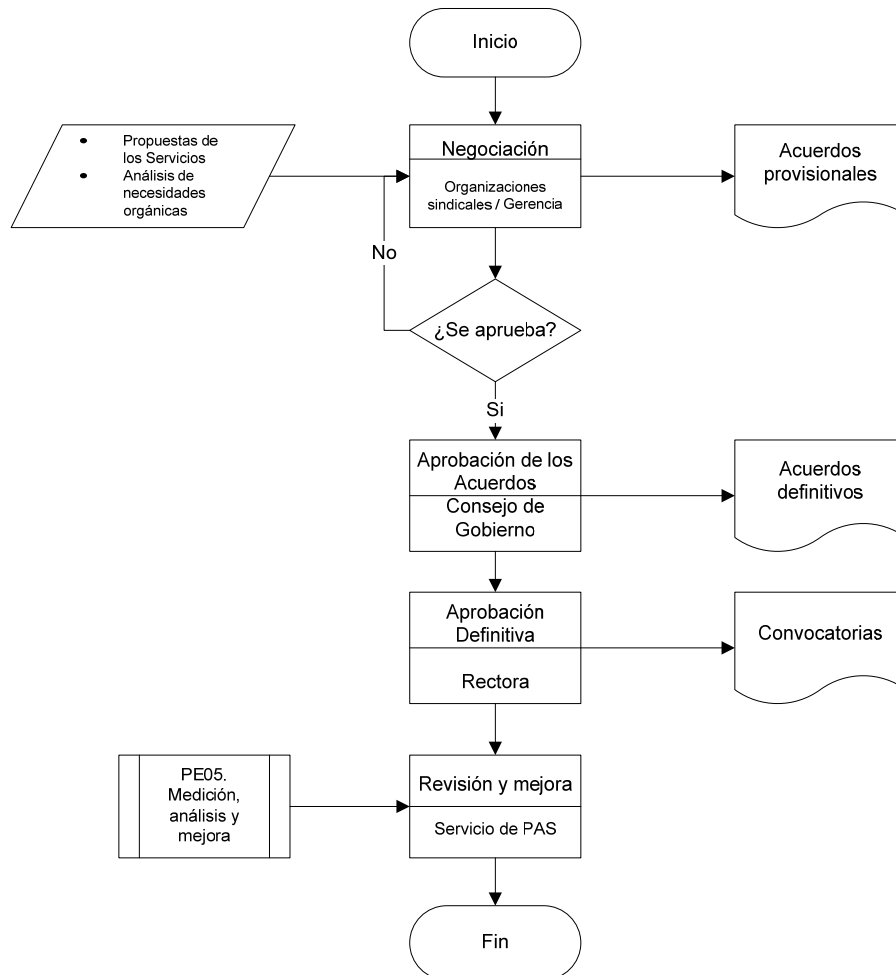 Inicio
• Propuestas de
los Servicios
• Análisis de
necesidades
orgánicas
Negociación
Organizaciones
sindicales / Gerencia
Acuerdos
provisionales
No
¿Se aprueba?
Si
Aprobación de los
Acuerdos
Consejo de
Gobierno
Acuerdos
definitivos
Aprobación
Definitiva
Rectora
Convocatorias
PE05.
Medición,
análisis y
mejora
Revisión y mejora
Servicio de PAS
Fin